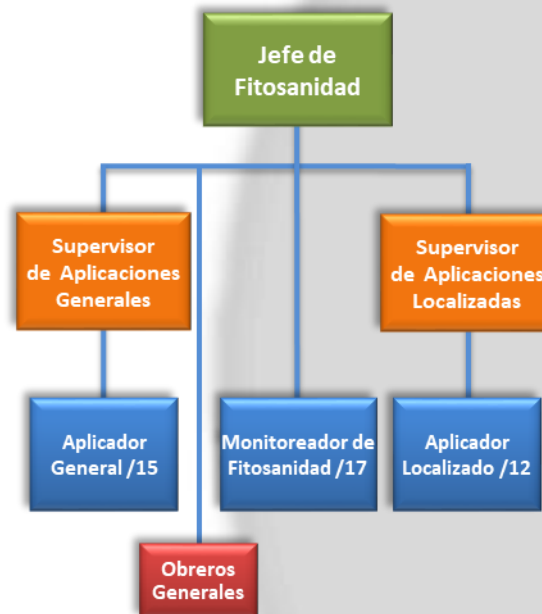 Jefe de
Fitosanidad
Supervisor
de Aplicaciones
Generales
Supervisor
de Aplicaciones
Localizadas
Aplicador
General /15
Monitoreador de
Fitosanidad /17
Aplicador
Localizado /12
Obreros
Generales